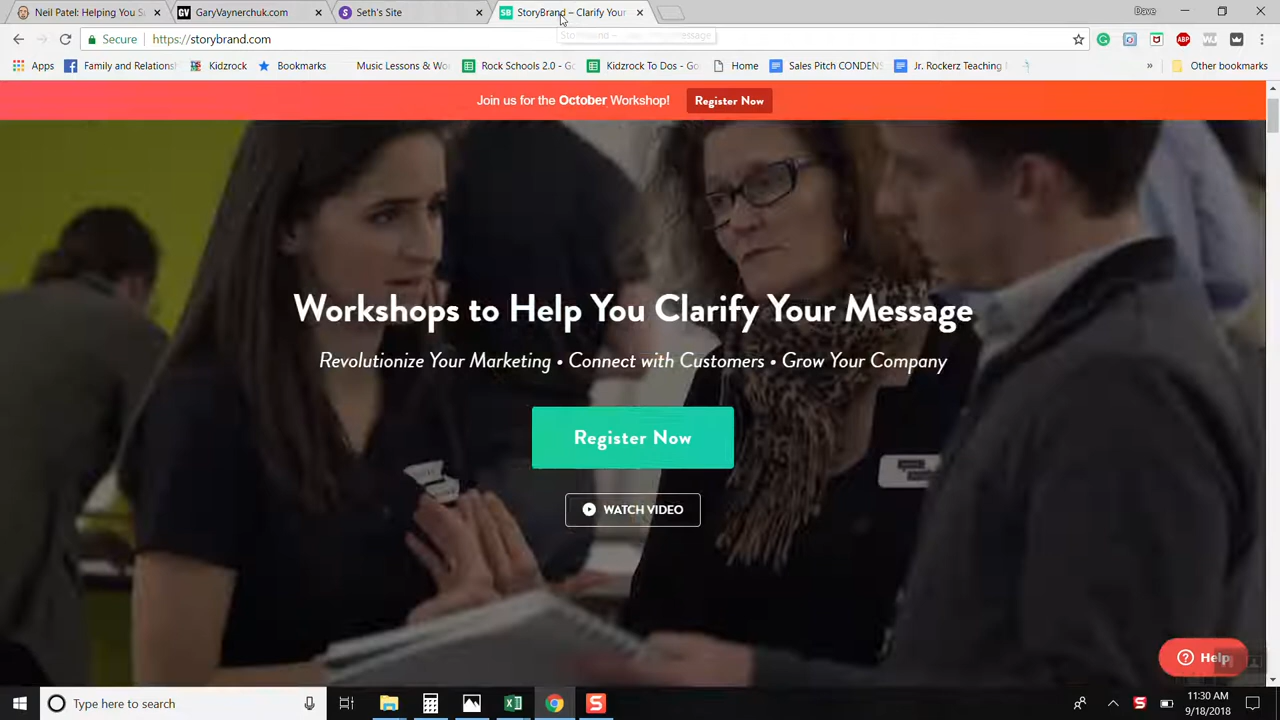 Neil Patel: Helping You S
GaryVaynerchuk.com
Seth's Site
StoryBrand – Clarify Your
Dave
Secure
https://storybrand.com
Apps
Family and Relations
Kidzrock
Bookmarks
Music Lessons & Wo
Rock Schools 2.0 - Go
Kidzrock To Dos - Go
Home
Sales Pitch CONDENS
Jr. Rockerz Teaching
»
Other bookmarks
Join us for the October Workshop!
Register Now
Workshops to Help You Clarify Your Message
Revolutionize Your Marketing • Connect with Customers • Grow Your Company
Register Now
WATCH VIDEO
Help
Type here to search
11:30 AM
9/18/2018